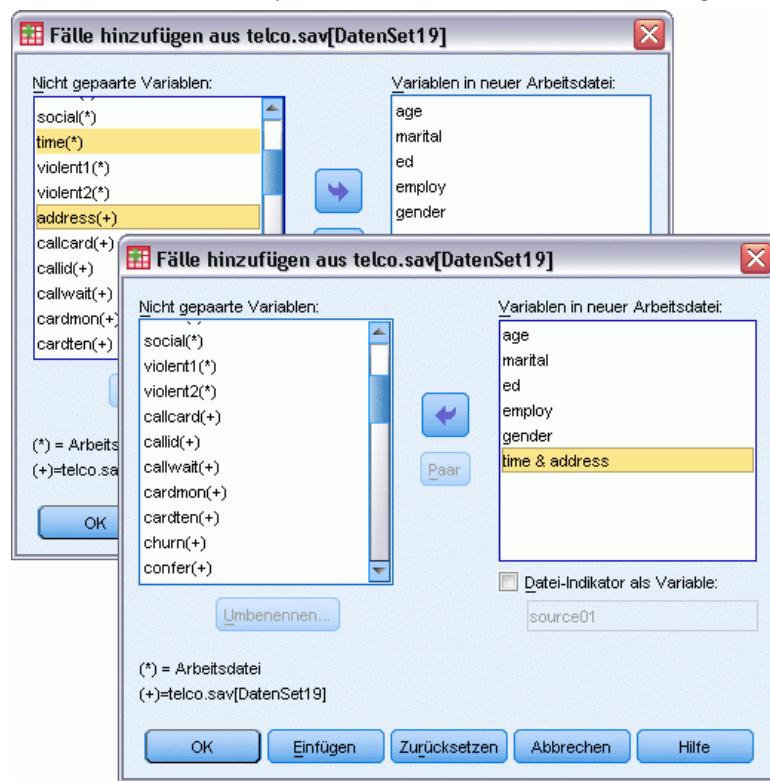 Fälle hinzufügen aus telco.sav[DatenSet19]
Nicht gepaarte Variablen:
social(*)
time(*)
violent1(*)
violent2(*)
address(+)
callcard(+)
callid(+)
callwait(+)
cardmon(+)
cardten(+)
Variablen in neuer Arbeitsdatei:
age
marital
ed
employ
gender
(*) = Arbeits
(+)=telco.sa
OK
Fälle hinzufügen aus telco.sav[DatenSet19]
Nicht gepaarte Variablen:
social(*)
violent1(*)
violent2(*)
callcard(+)
callid(+)
callwait(+)
cardmon(+)
cardten(+)
churn(+)
confer(+)
Umbenennen...
Paar
Variablen in neuer Arbeitsdatei:
age
marital
ed
employ
gender
time & address
Datei-Indikator als Variable:
source01
(*) = Arbeitsdatei
(+)=telco.sav[DatenSet19]
OK Einfügen Zurücksetzen Abbrechen Hilfe